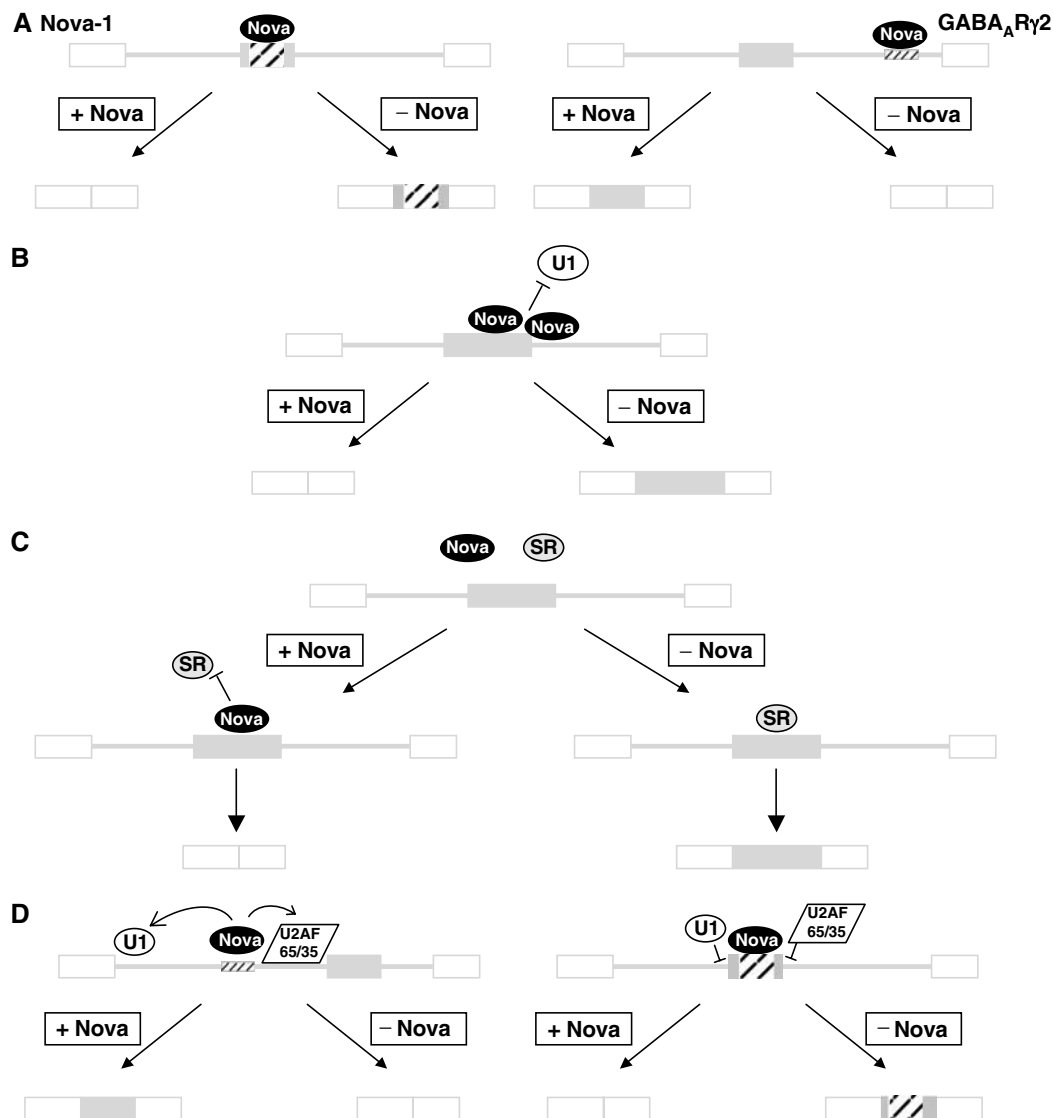 A Nova-1
Nova
Nova
GABA_ARγ2
+ Nova
– Nova
+ Nova
– Nova
B
U1
Nova
Nova
+ Nova
– Nova
C
Nova
SR
+ Nova
– Nova
SR
Nova
SR
D
U1
Nova
U2AF
65/35
U1
Nova
U2AF
65/35
+ Nova
– Nova
+ Nova
– Nova